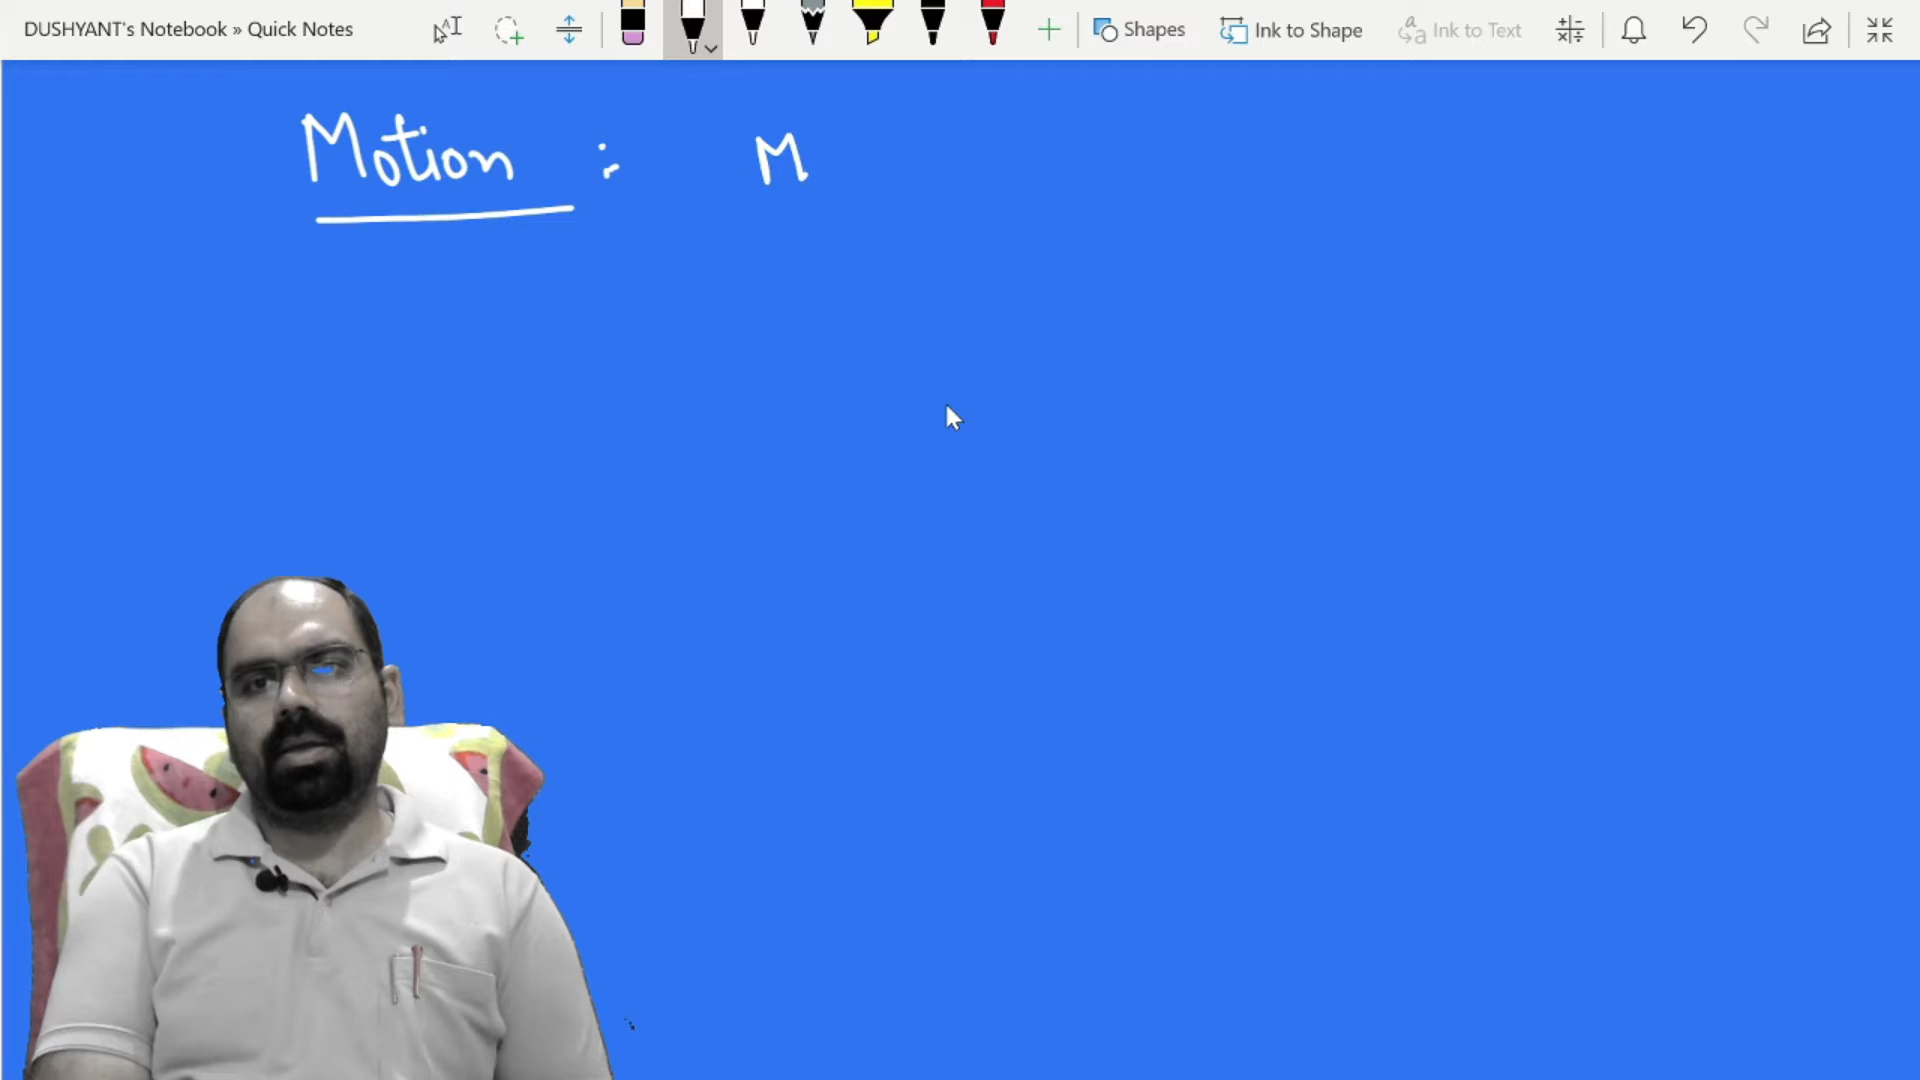 DUSHYANT's Notebook » Quick Notes Shapes Ink to Shape Ink to Text
Motion : M